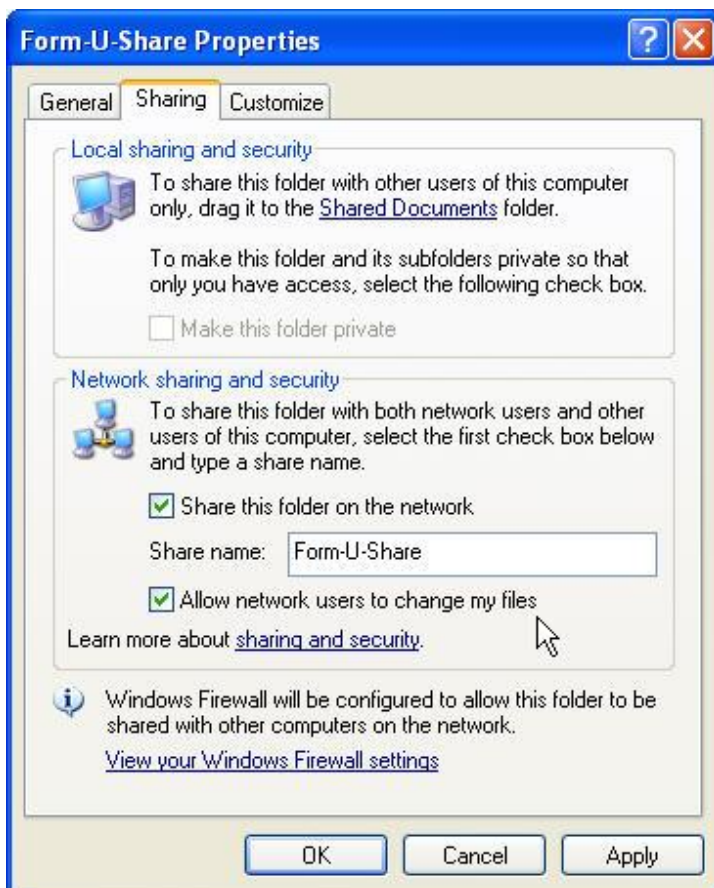 Form-U-Share Properties
General Sharing Customize
Local sharing and security
To share this folder with other users of this computer
only, drag it to the Shared Documents folder.
To make this folder and its subfolders private so that
only you have access, select the following check box.
Make this folder private
Network sharing and security
To share this folder with both network users and other
users of this computer, select the first check box below
and type a share name.
Share this folder on the network
Share name: Form-U-Share
Allow network users to change my files
Learn more about sharing and security.
Windows Firewall will be configured to allow this folder to be
shared with other computers on the network.
View your Windows Firewall settings
OK Cancel Apply